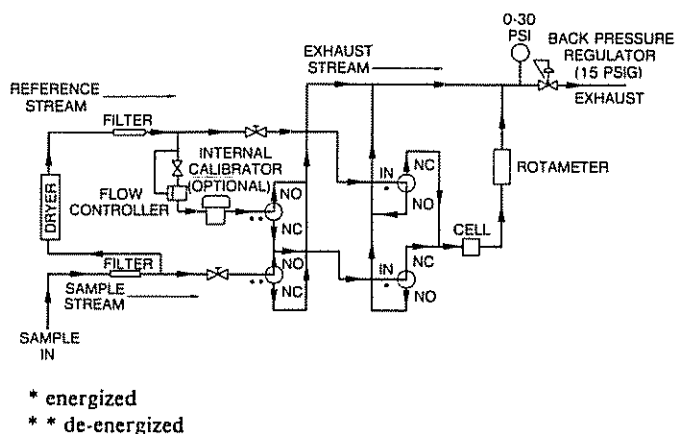 0-30
PSI
BACK PRESSURE
REGULATOR
(15 PSIG)
EXHAUST
EXHAUST
STREAM
REFERENCE
STREAM
FILTER
INTERNAL
CALIBRATOR
(OPTIONAL)
FLOW
CONTROLLER
DRYER
NO
**
NC
IN
*
NC
NO
ROTAMETER
CELL
FILTER
SAMPLE
STREAM
NO
**
NC
IN
*
NC
NO
SAMPLE
IN
* energized
* * de-energized